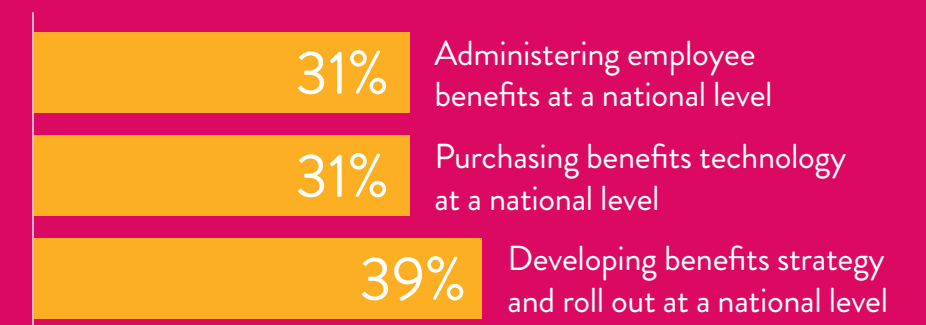 31%
Administering employee
benefits at a national level
31%
Purchasing benefits technology
at a national level
39%
Developing benefits strategy
and roll out at a national level